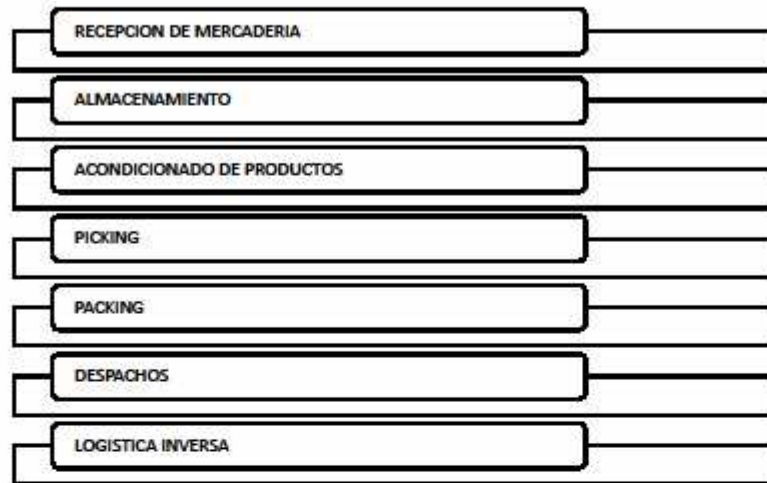 RECEPCION DE MERCADERIA
ALMACENAMIENTO
ACONDICIONADO DE PRODUCTOS
PICKING
PACKING
DESPACHOS
LOGISTICA INVERSA